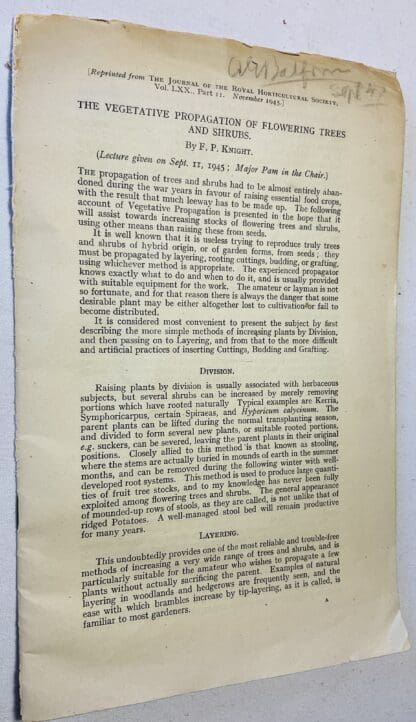 Balfour
Sept 47
[Reprinted from THE JOURNAL OF THE ROYAL HORTICULTURAL SOCIETY,
Vol. LXX., Part 11. November 1945.]
THE VEGETATIVE PROPAGATION OF FLOWERING TREES
AND SHRUBS.
By F. P. KNIGHT.
(Lecture given on Sept. 11, 1945; Major Pam in the Chair.)
THE propagation of trees and shrubs had to be almost entirely aban-
doned during the war years in favour of raising essential food crops,
with the result that much leeway has to be made up. The following
account of Vegetative Propagation is presented in the hope that it
will assist towards increasing stocks of flowering trees and shrubs,
using other means than raising these from seeds.
It is well known that it is useless trying to reproduce truly trees
and shrubs of hybrid origin, or of garden forms, from seeds; they
must be propagated by layering, rooting cuttings, budding, or grafting,
using whichever method is appropriate. The experienced propagator
knows exactly what to do and when to do it, and is usually provided
with suitable equipment for the work. The amateur or layman is not
so fortunate, and for that reason there is always the danger that some
desirable plant may be either altogether lost to cultivation or fail to
become distributed.
It is considered most convenient to present the subject by first
describing the more simple methods of increasing plants by Division,
and then passing on to Layering, and from that to the more difficult
and artificial practices of inserting Cuttings, Budding and Grafting.
DIVISION.
Raising plants by division is usually associated with herbaceous
subjects, but several shrubs can be increased by merely removing
portions which have rooted naturally Typical examples are Kerria,
Symphoricarpus, certain Spiraeas, and Hypericum calycinum. The
parent plants can be lifted during the normal transplanting season,
and divided to form several new plants, or suitable rooted portions,
e.g. suckers, can be severed, leaving the parent plants in their original
positions. Closely allied to this method is that known as stooling,
where the stems are actually buried in mounds of earth in the summer
months, and can be removed during the following winter with well-
developed root systems. This method is used to produce large quanti-
ties of fruit tree stocks, and to my knowledge has never been fully
exploited among flowering trees and shrubs. The general appearance
of mounded-up rows of stools, as they are called, is not unlike that of
ridged Potatoes. A well-managed stool bed will remain productive
for many years.
LAYERING.
This undoubtedly provides one of the most reliable and trouble-free
methods of increasing a very wide range of trees and shrubs, and is
particularly suitable for the amateur who wishes to propagate a few
plants without actually sacrificing the parent. Examples of natural
layering in woodlands and hedgerows are frequently seen, and the
ease with which brambles increase by tip-layering, as it is called, is
familiar to most gardeners.
A